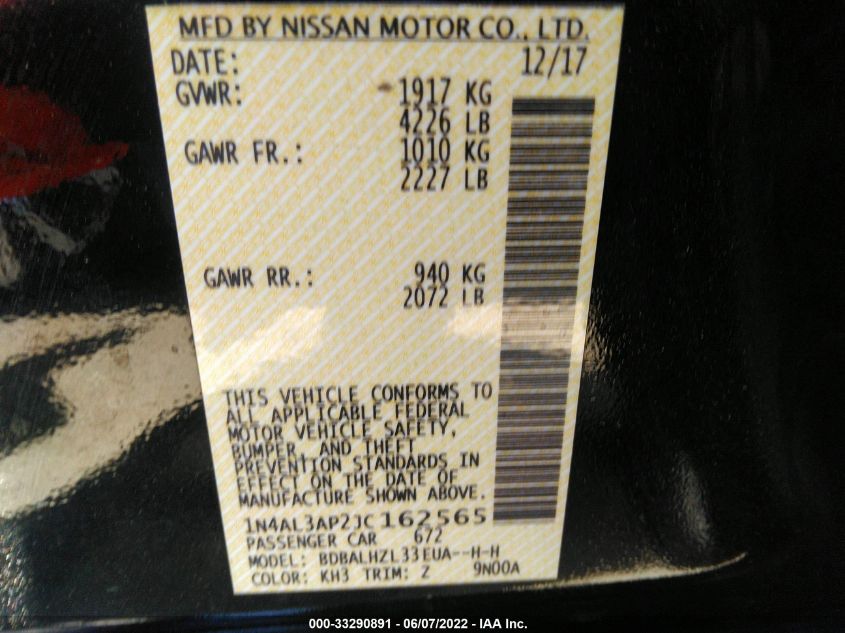 MFD BY NISSAN MOTOR CO., LTD.
DATE: 12/17
GVWR: 1917 KG
4226 LB
GAWR FR.: 1010 KG
2227 LB
GAWR RR.: 940 KG
2072 LB
THIS VEHICLE CONFORMS TO
ALL APPLICABLE FEDERAL
MOTOR VEHICLE SAFETY,
BUMPER, AND THEFT
PREVENTION STANDARDS IN
EFFECT ON THE DATE OF
MANUFACTURE SHOWN ABOVE.
1N4AL3AP2JC162565
PASSENGER CAR 672
MODEL: BDBALHZL33EUA--H-H
COLOR: KH3 TRIM: Z 9N00A
000-33290891 - 06/07/2022 - IAA Inc.